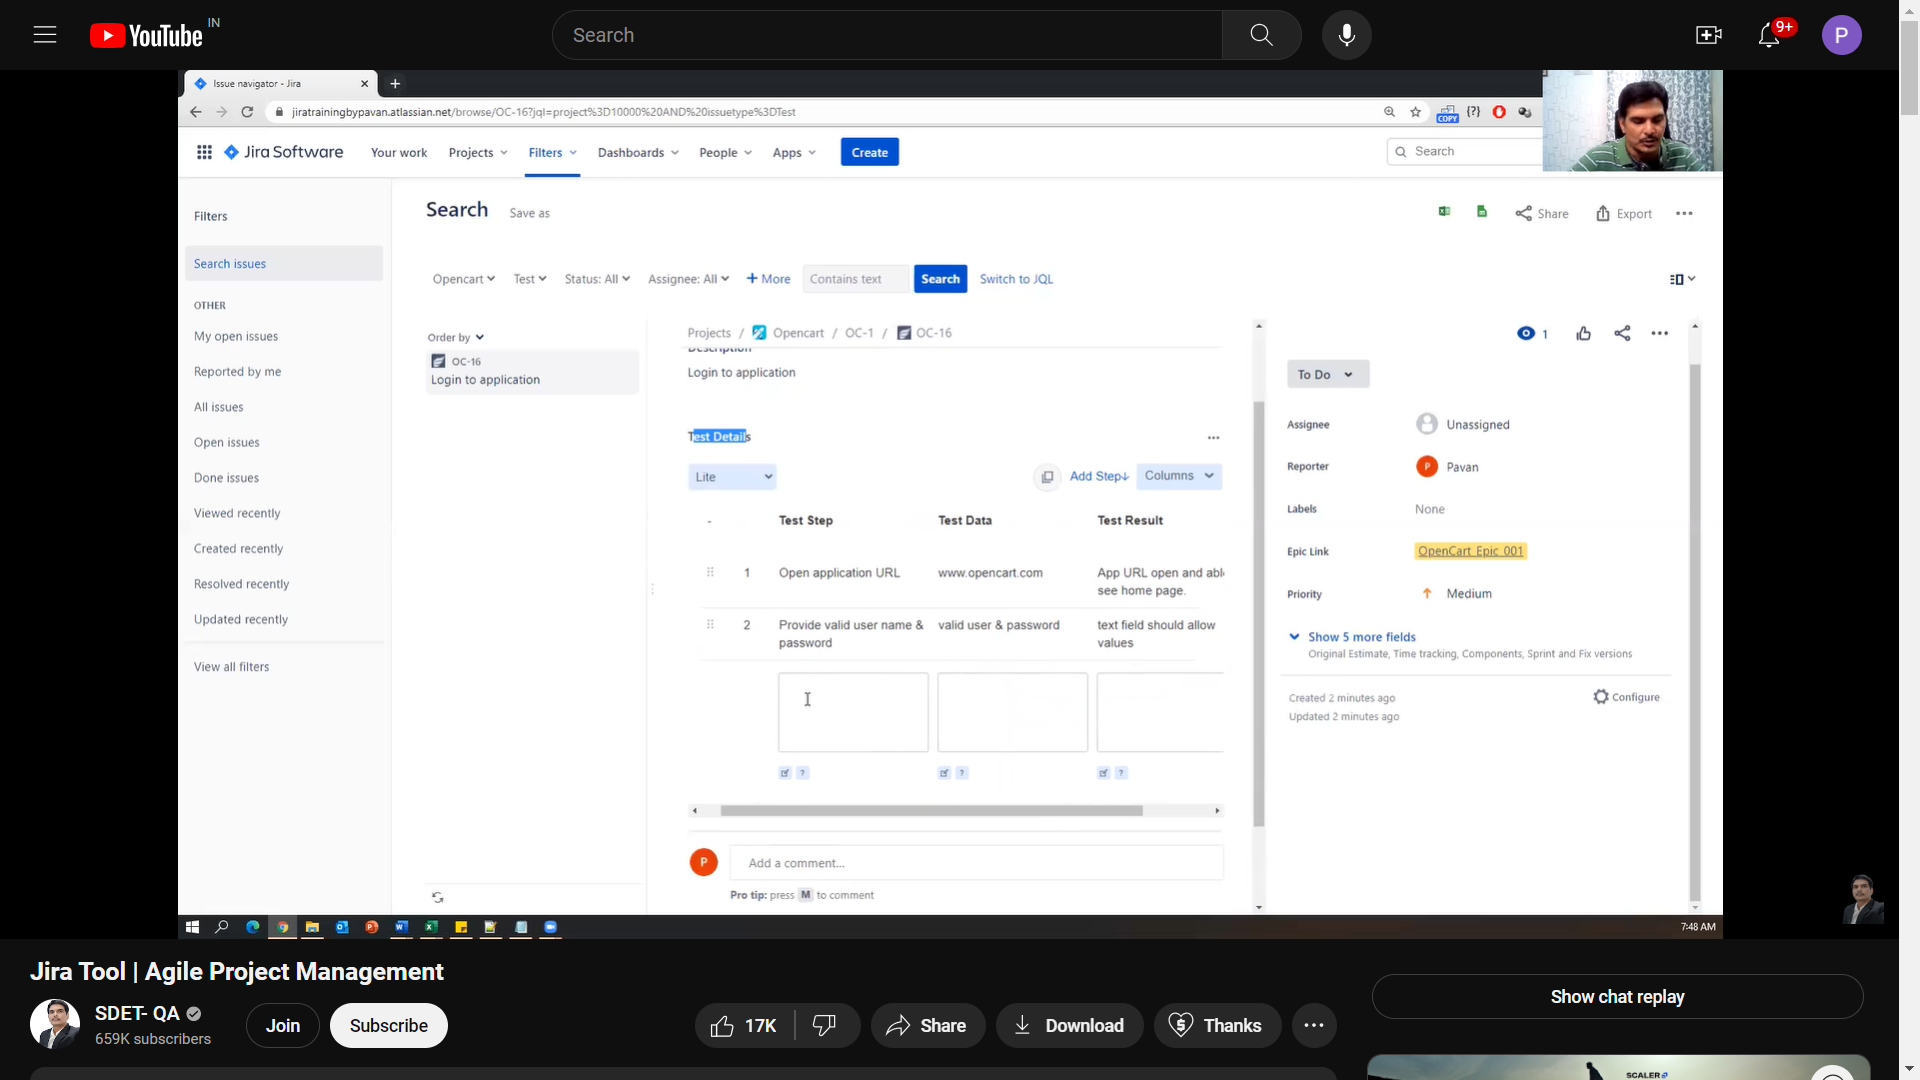 YouTube IN
Search
9+
P
Issue navigator - Jira
jiratrainingbypavan.atlassian.net/browse/OC-16?jql=project%3D10000%20AND%20issuetype%3DTest
COPY
Jira Software
Your work
Projects
Filters
Dashboards
People
Apps
Create
Search
Filters
Search issues
OTHER
My open issues
Reported by me
All issues
Open issues
Done issues
Viewed recently
Created recently
Resolved recently
Updated recently
View all filters
Search
Save as
Share
Export
Opencart
Test
Status: All
Assignee: All
+ More
Contains text
Search
Switch to JQL
Order by
OC-16
Login to application
Projects / Opencart / OC-1 / OC-16
Description
Login to application
Test Details
Lite
Add Step↓
Columns
- Test Step Test Data Test Result
1 Open application URL www.opencart.com App URL open and abl
see home page.
2 Provide valid user name & valid user & password text field should allow
password values
? ? ?
P
Add a comment...
Pro tip: press M to comment
1
To Do
Assignee Unassigned
Reporter P Pavan
Labels None
Epic Link OpenCart_Epic_001
Priority Medium
Show 5 more fields
Original Estimate, Time tracking, Components, Sprint and Fix versions
Created 2 minutes ago
Updated 2 minutes ago
Configure
7:48 AM
Jira Tool | Agile Project Management
SDET- QA
659K subscribers
Join
Subscribe
17K
Share
Download
Thanks
Show chat replay
SCALER